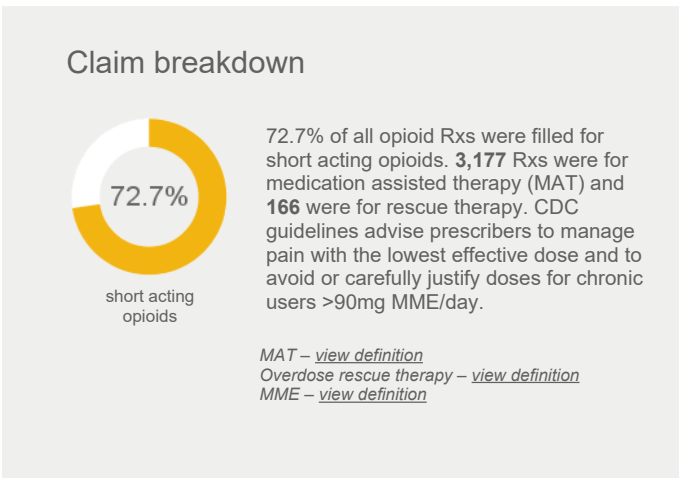 Claim breakdown
72.7%
short acting
opioids
72.7% of all opioid Rxs were filled for
short acting opioids. 3,177 Rxs were for
medication assisted therapy (MAT) and
166 were for rescue therapy. CDC
guidelines advise prescribers to manage
pain with the lowest effective dose and to
avoid or carefully justify doses for chronic
users >90mg MME/day.
MAT – view definition
Overdose rescue therapy – view definition
MME – view definition